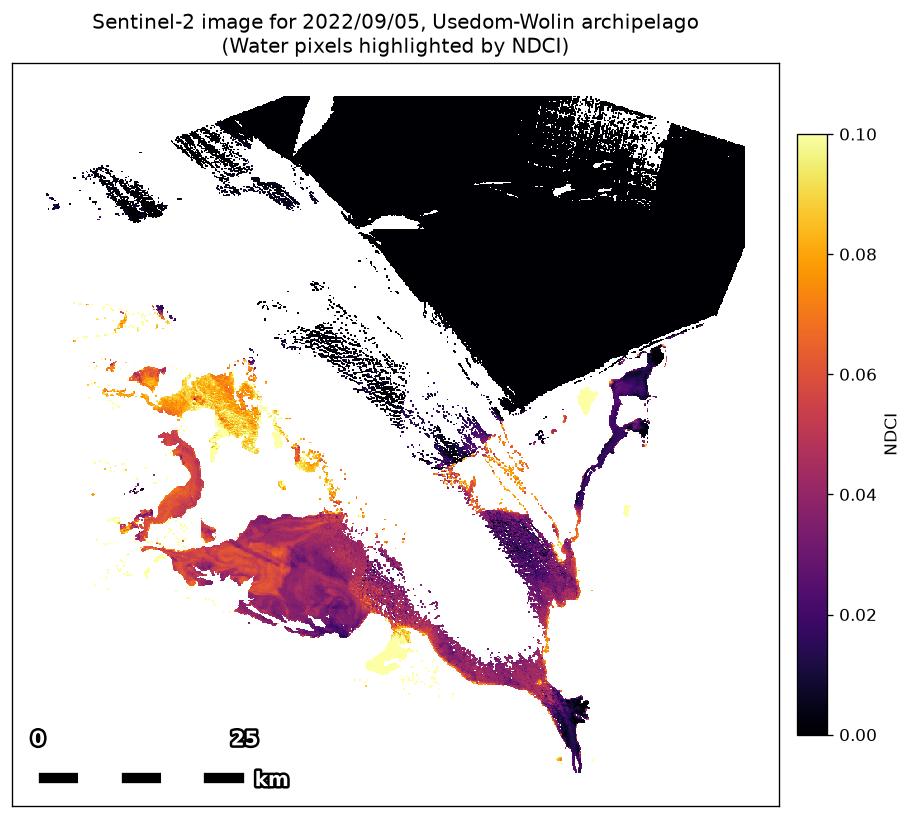 Sentinel-2 image for 2022/09/05, Usedom-Wolin archipelago
(Water pixels highlighted by NDCI)
0.10
0.08
0.06
0.04
0.02
0.00
NDCI
0 25
km